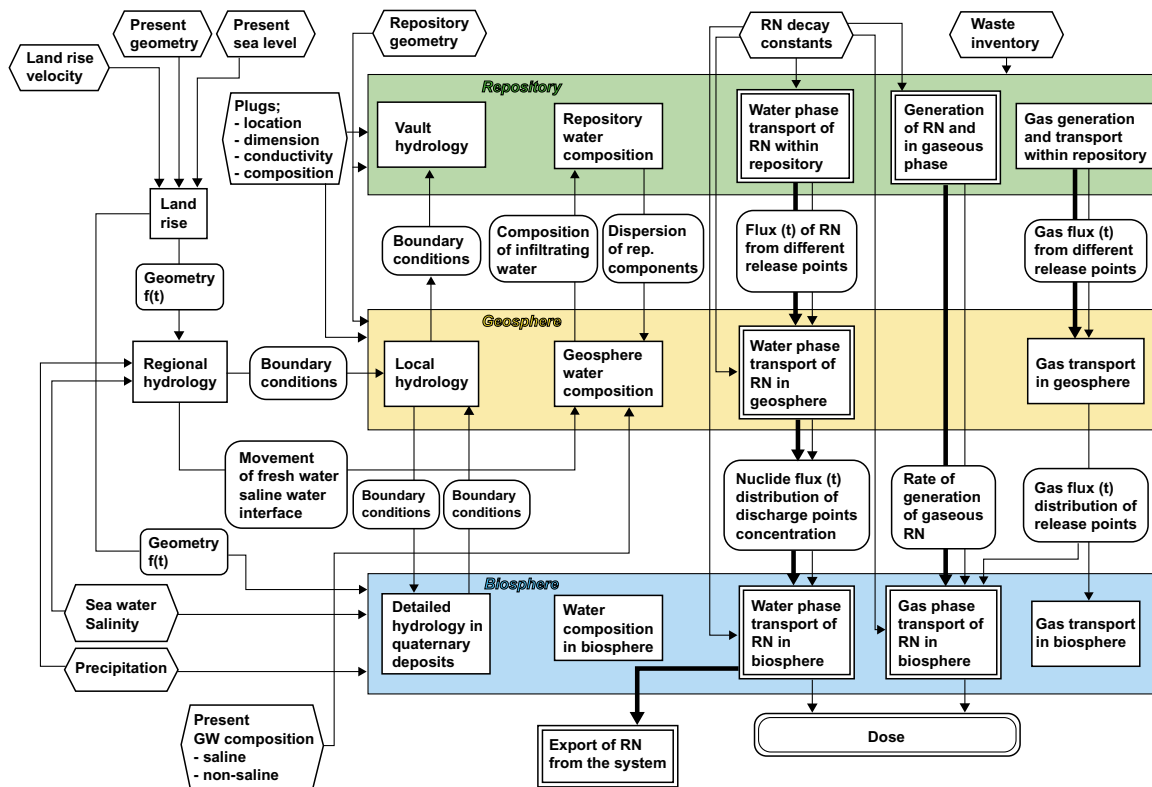 Present
geometry
Present
sea level
Land rise
velocity
Repository
geometry
RN decay
constants
Waste
inventory
Repository
Plugs;
- location
- dimension
- conductivity
- composition
Vault
hydrology
Repository
water
composition
Water phase
transport of
RN within
repository
Generation
of RN and
in gaseous
phase
Gas generation
and transport
within repository
Land
rise
Boundary
conditions
Composition
of infiltrating
water
Dispersion
of rep.
components
Flux (t) of RN
from different
release points
Gas flux (t)
from different
release points
Geometry
f(t)
Geosphere
Regional
hydrology
Boundary
conditions
Local
hydrology
Geosphere
water
composition
Water phase
transport of
RN in
geosphere
Gas transport
in geosphere
Movement
of fresh water
saline water
interface
Boundary
conditions
Boundary
conditions
Nuclide flux (t)
distribution of
discharge points
concentration
Rate of
generation
of gaseous
RN
Gas flux (t)
distribution of
release points
Geometry
f(t)
Biosphere
Sea water
Salinity
Detailed
hydrology in
quaternary
deposits
Water
composition
in biosphere
Water phase
transport of
RN in
biosphere
Gas phase
transport of
RN in
biosphere
Gas transport
in biosphere
Precipitation
Present
GW composition
- saline
- non-saline
Export of RN
from the system
Dose